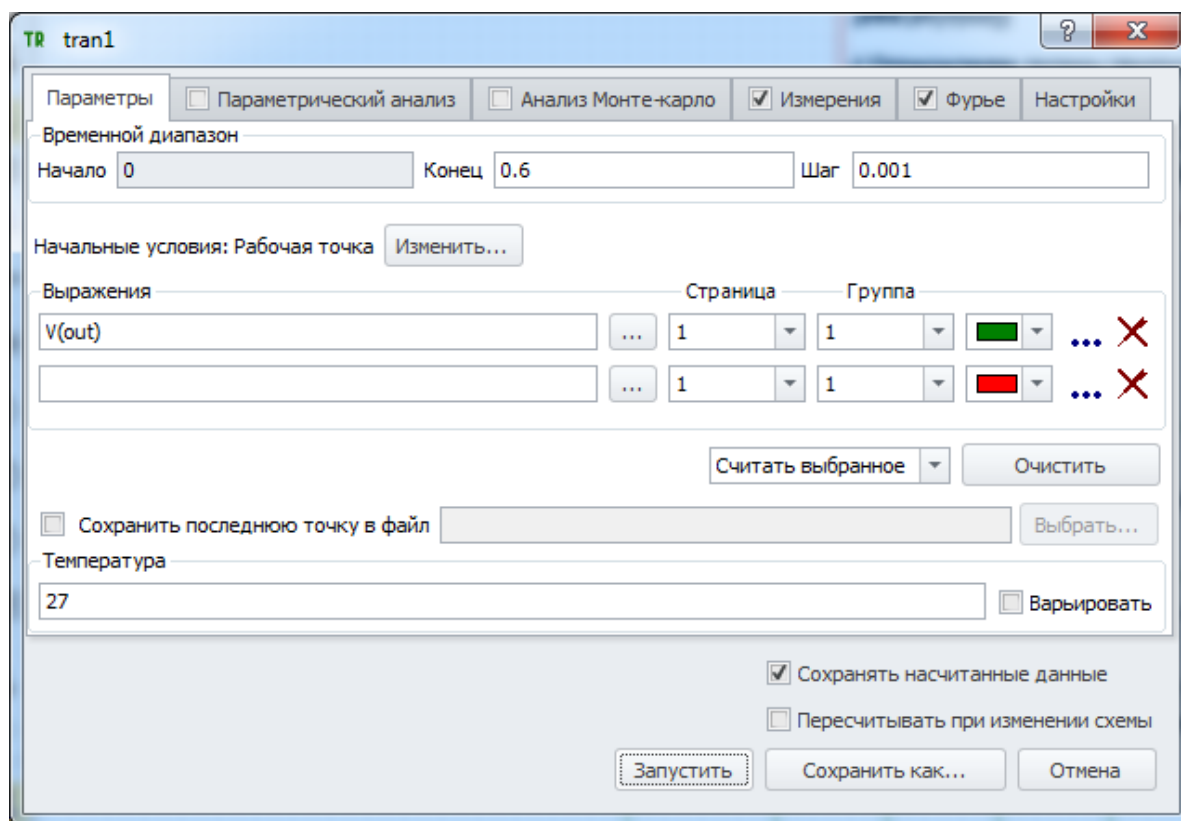 TR tran1
Параметры Параметрический анализ Анализ Монте-карло Измерения Фурье Настройки
Временной диапазон
Начало 0 Конец 0.6 Шаг 0.001
Начальные условия: Рабочая точка Изменить...
Выражения Страница Группа
V(out) ... 1 1 ...
... 1 1 ...
Считать выбранное Очистить
Сохранить последнюю точку в файл Выбрать...
Температура
27 Варьировать
Сохранять насчитанные данные
Пересчитывать при изменении схемы
Запустить Сохранить как... Отмена